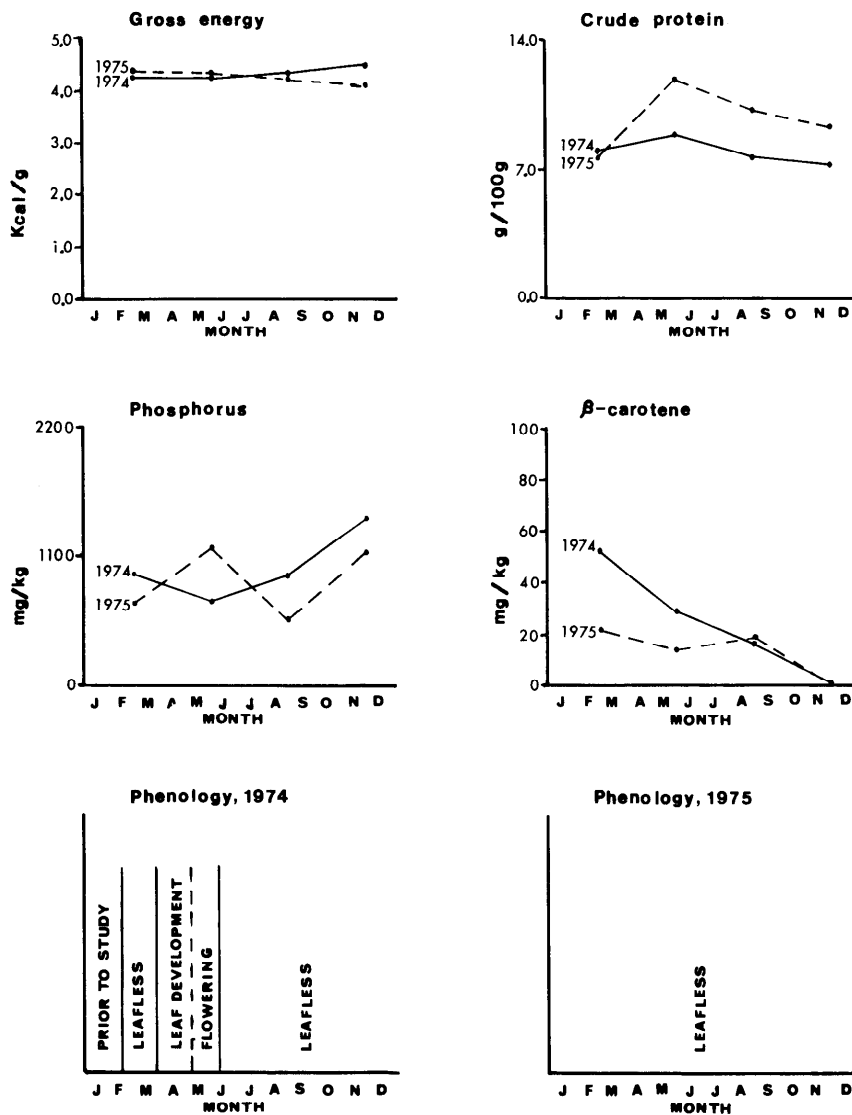 Gross energy
5,0
4,0
3,0
2,0
1,0
0,0
Kcal/g
1975
1974
J F M A M J J A S O N D
MONTH
Crude protein
14.0
7,0
0,0
g/100g
1974
1975
J F M A M J J A S O N D
MONTH
Phosphorus
2200
1100
0
mg/kg
1974
1975
J F M A M J J A S O N D
MONTH
β-carotene
100
80
60
40
20
0
mg/kg
1974
1975
J F M A M J J A S O N D
MONTH
Phenology, 1974
PRIOR TO STUDY
LEAFLESS
LEAF DEVELOPMENT
FLOWERING
LEAFLESS
J F M A M J J A S O N D
MONTH
Phenology, 1975
LEAFLESS
J F M A M J J A S O N D
MONTH